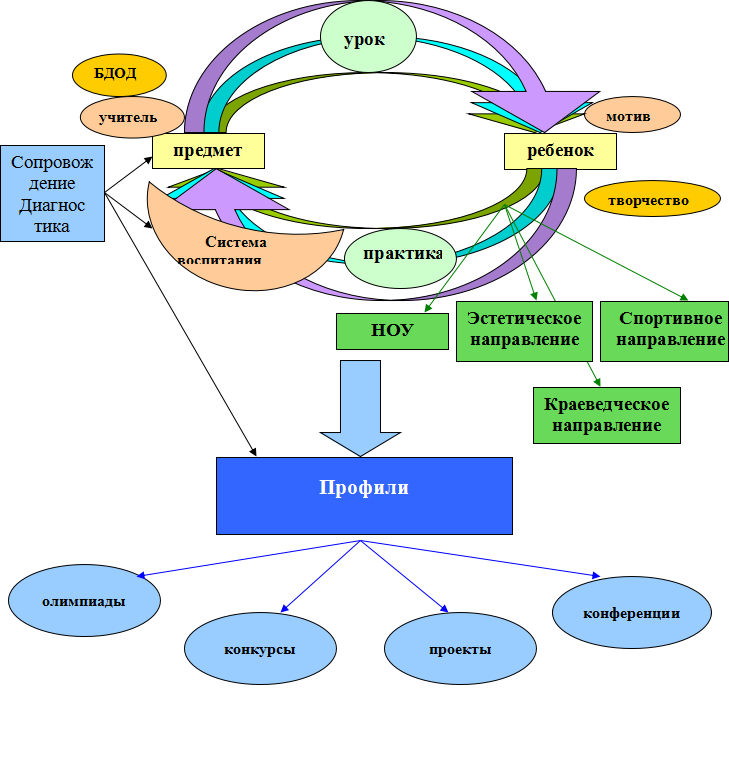 урок
БДОД
учитель
мотив
предмет
ребенок
Сопровож
дение
Диагнос
тика
творчество
Система
воспитания
практика
НОУ
Эстетическое
направление
Спортивное
направление
Краеведческое
направление
Профили
олимпиады
конкурсы
проекты
конференции